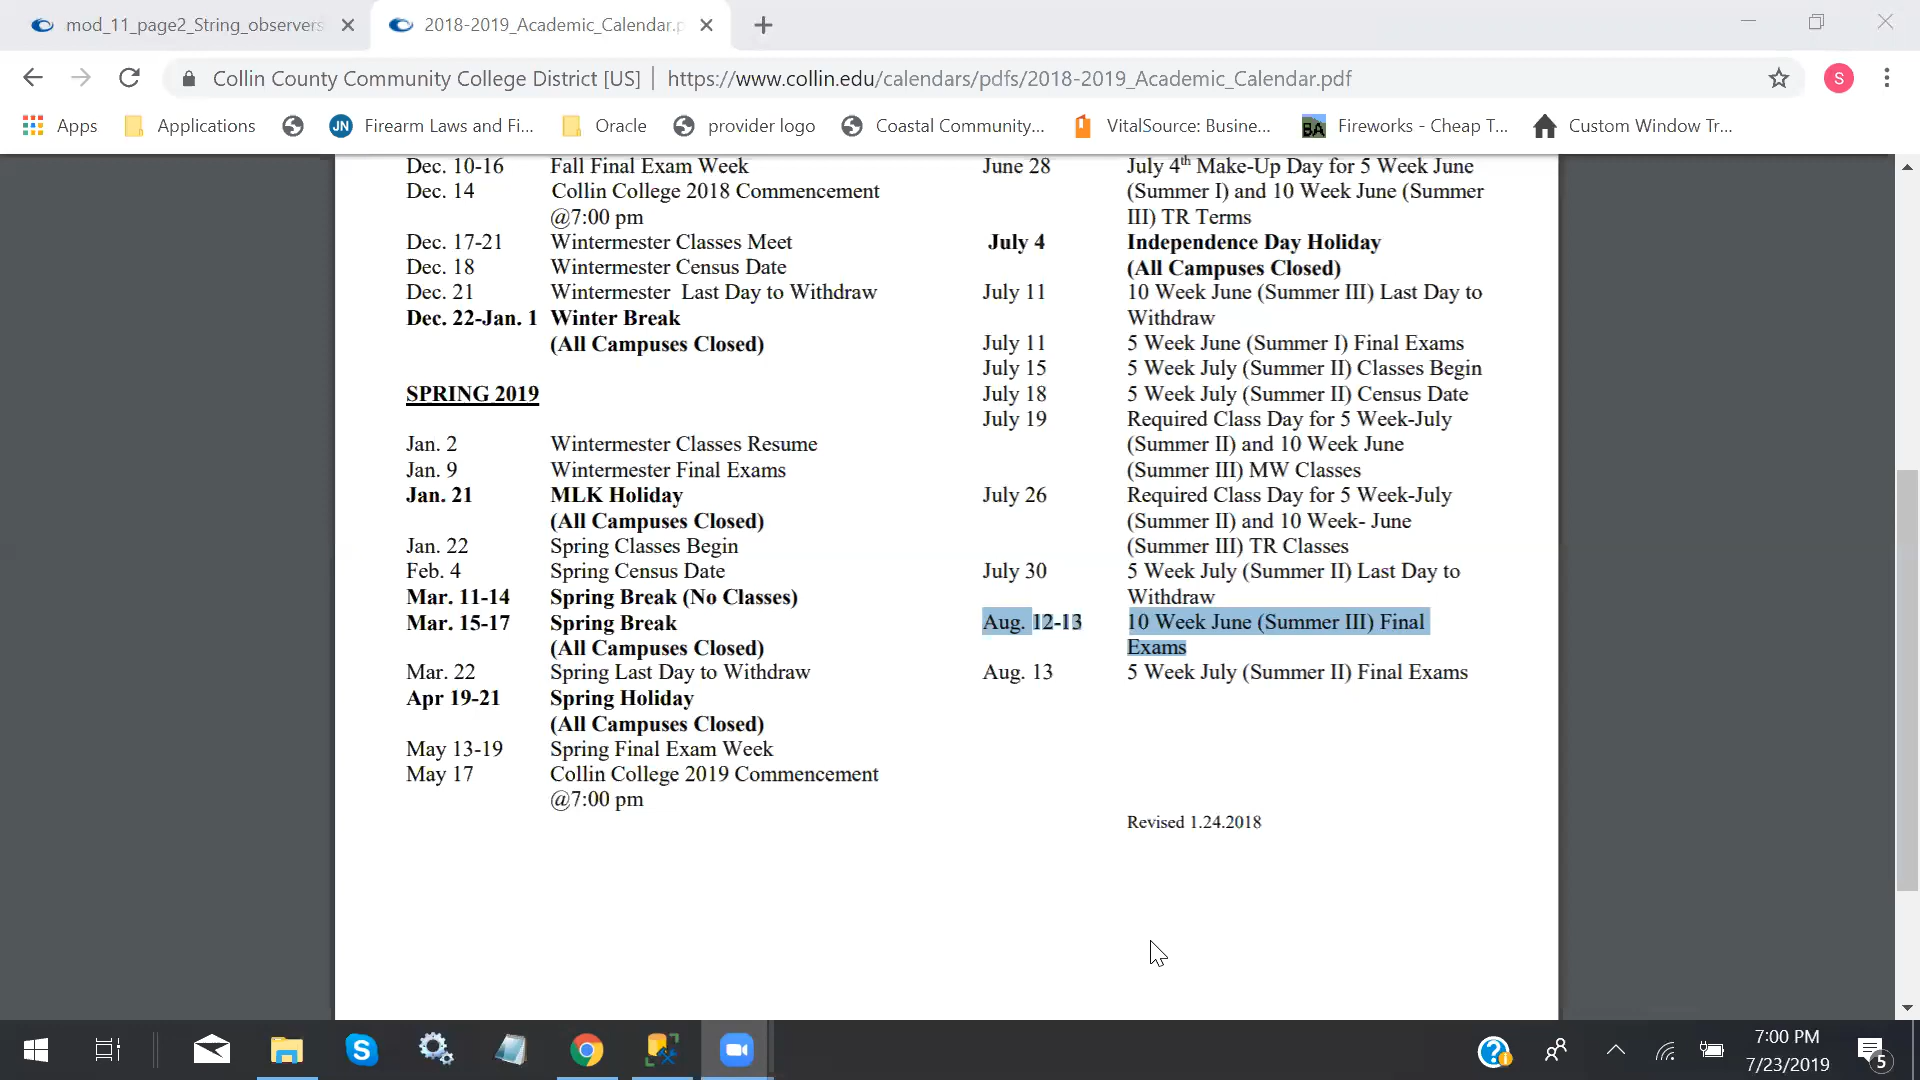 mod_11_page2_String_observers
2018-2019_Academic_Calendar.p
Collin County Community College District [US] | https://www.collin.edu/calendars/pdfs/2018-2019_Academic_Calendar.pdf
S
Apps
Applications
JN Firearm Laws and Fi...
Oracle
provider logo
Coastal Community...
VitalSource: Busine...
BA Fireworks - Cheap T...
Custom Window Tr...
Dec. 10-16 Fall Final Exam Week
Dec. 14 Collin College 2018 Commencement
@7:00 pm
Dec. 17-21 Wintermester Classes Meet
Dec. 18 Wintermester Census Date
Dec. 21 Wintermester Last Day to Withdraw
Dec. 22-Jan. 1 Winter Break
(All Campuses Closed)
SPRING 2019
Jan. 2 Wintermester Classes Resume
Jan. 9 Wintermester Final Exams
Jan. 21 MLK Holiday
(All Campuses Closed)
Jan. 22 Spring Classes Begin
Feb. 4 Spring Census Date
Mar. 11-14 Spring Break (No Classes)
Mar. 15-17 Spring Break
(All Campuses Closed)
Mar. 22 Spring Last Day to Withdraw
Apr 19-21 Spring Holiday
(All Campuses Closed)
May 13-19 Spring Final Exam Week
May 17 Collin College 2019 Commencement
@7:00 pm
June 28 July 4th Make-Up Day for 5 Week June
(Summer I) and 10 Week June (Summer
III) TR Terms
July 4 Independence Day Holiday
(All Campuses Closed)
July 11 10 Week June (Summer III) Last Day to
Withdraw
July 11 5 Week June (Summer I) Final Exams
July 15 5 Week July (Summer II) Classes Begin
July 18 5 Week July (Summer II) Census Date
July 19 Required Class Day for 5 Week-July
(Summer II) and 10 Week June
(Summer III) MW Classes
July 26 Required Class Day for 5 Week-July
(Summer II) and 10 Week- June
(Summer III) TR Classes
July 30 5 Week July (Summer II) Last Day to
Withdraw
Aug. 12-13 10 Week June (Summer III) Final
Exams
Aug. 13 5 Week July (Summer II) Final Exams
Revised 1.24.2018
7:00 PM
7/23/2019
5